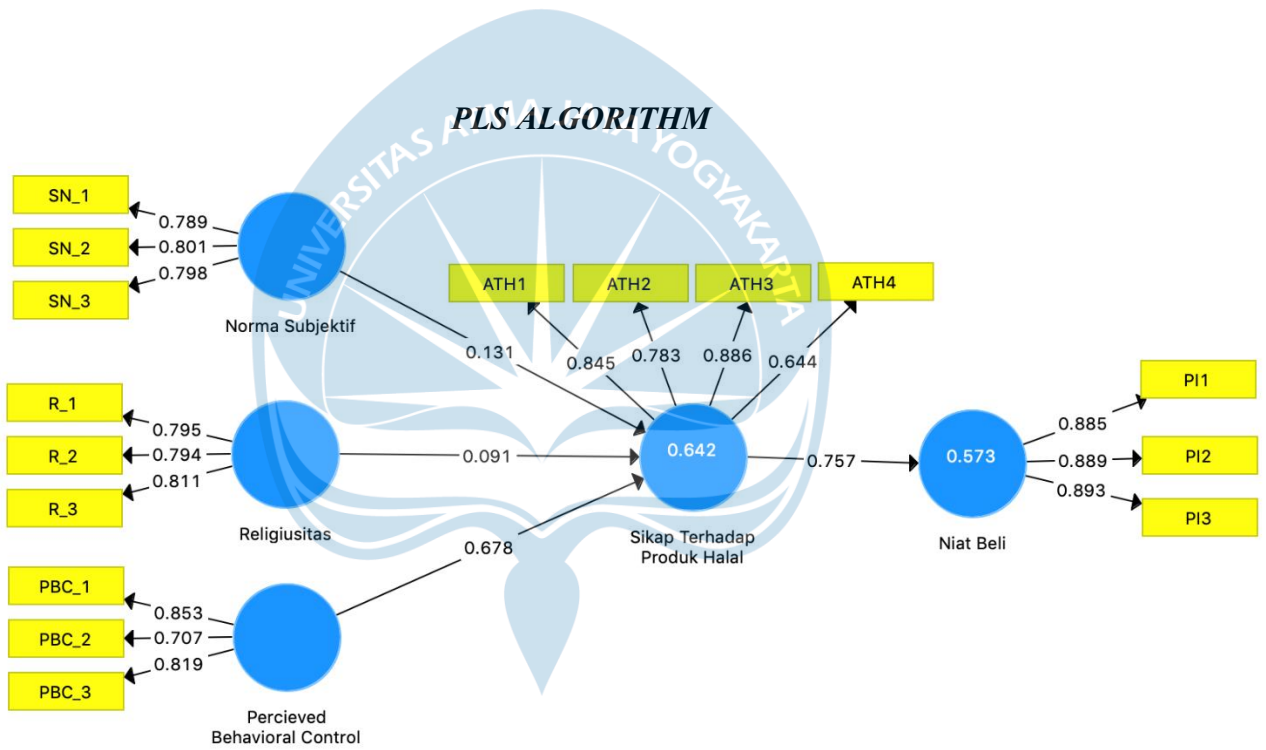 PLS ALGORITHM
UNIVERSITAS ATMA JAYA YOGYAKARTA
SN_1
SN_2
SN_3
0.789
0.801
0.798
Norma Subjektif
R_1
R_2
R_3
0.795
0.794
0.811
Religiusitas
PBC_1
PBC_2
PBC_3
0.853
0.707
0.819
Percieved
Behavioral Control
0.131
0.091
0.678
ATH1
ATH2
ATH3
ATH4
0.845
0.783
0.886
0.644
0.642
Sikap Terhadap
Produk Halal
0.757
0.573
Niat Beli
0.885
0.889
0.893
PI1
PI2
PI3